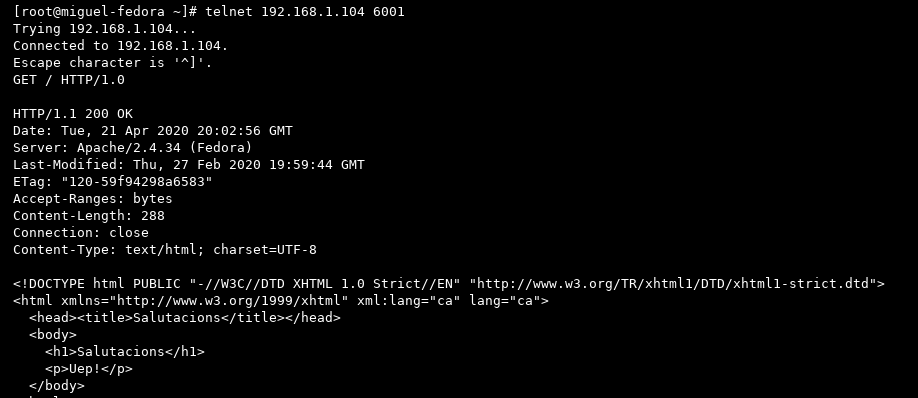 [root@miguel-fedora ~]# telnet 192.168.1.104 6001
Trying 192.168.1.104...
Connected to 192.168.1.104.
Escape character is '^]'.
GET / HTTP/1.0

HTTP/1.1 200 OK
Date: Tue, 21 Apr 2020 20:02:56 GMT
Server: Apache/2.4.34 (Fedora)
Last-Modified: Thu, 27 Feb 2020 19:59:44 GMT
ETag: "120-59f94298a6583"
Accept-Ranges: bytes
Content-Length: 288
Connection: close
Content-Type: text/html; charset=UTF-8

<!DOCTYPE html PUBLIC "-//W3C//DTD XHTML 1.0 Strict//EN" "http://www.w3.org/TR/xhtml1/DTD/xhtml1-strict.dtd">
<html xmlns="http://www.w3.org/1999/xhtml" xml:lang="ca" lang="ca">
  <head><title>Salutacions</title></head>
  <body>
    <h1>Salutacions</h1>
    <p>Uep!</p>
  </body>